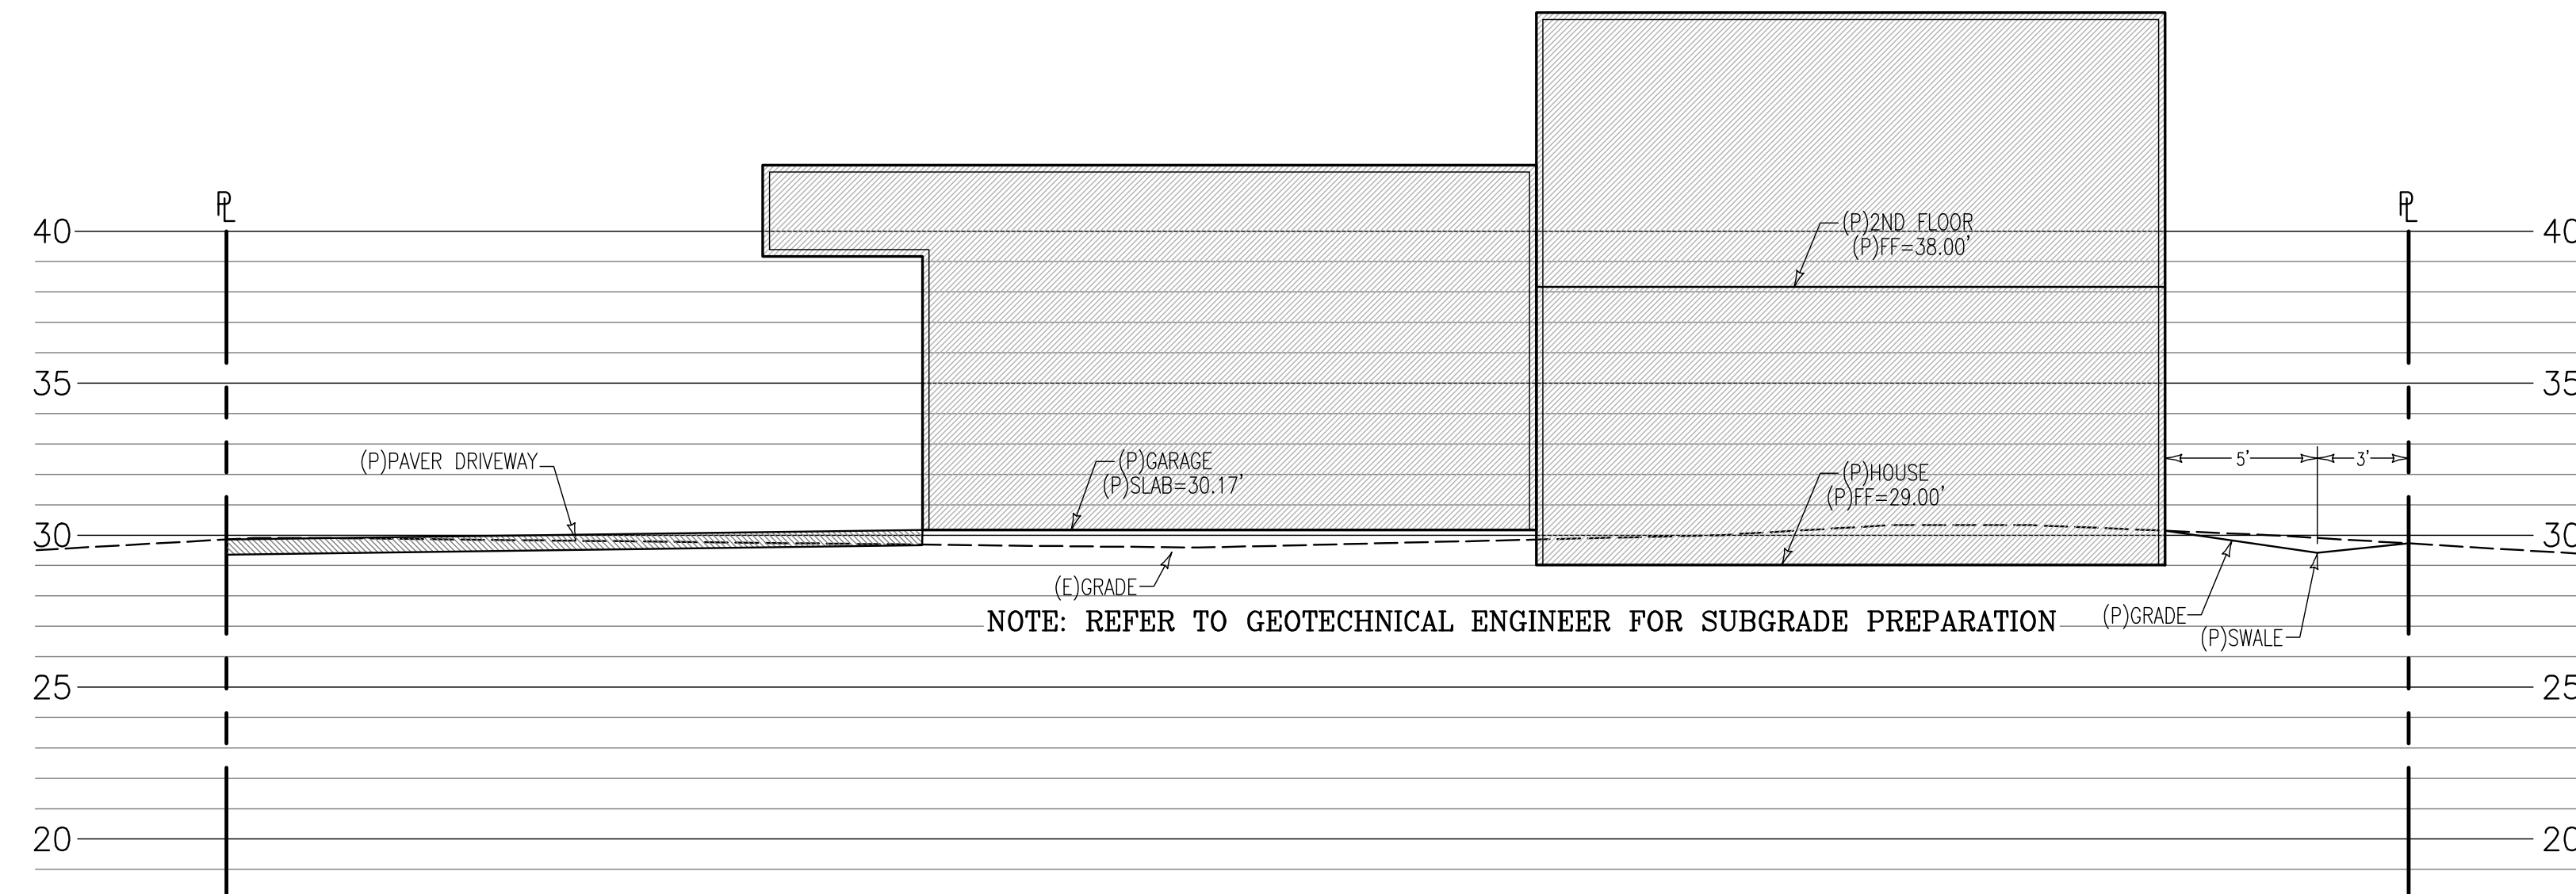 PL
PL
40
40
(P)2ND FLOOR
(P)FF=38.00'
35
35
(P)PAVER DRIVEWAY
(P)GARAGE
(P)SLAB=30.17'
(P)HOUSE
(P)FF=29.00'
5'
3'
30
30
(E)GRADE
NOTE: REFER TO GEOTECHNICAL ENGINEER FOR SUBGRADE PREPARATION
(P)GRADE
(P)SWALE
25
25
20
20